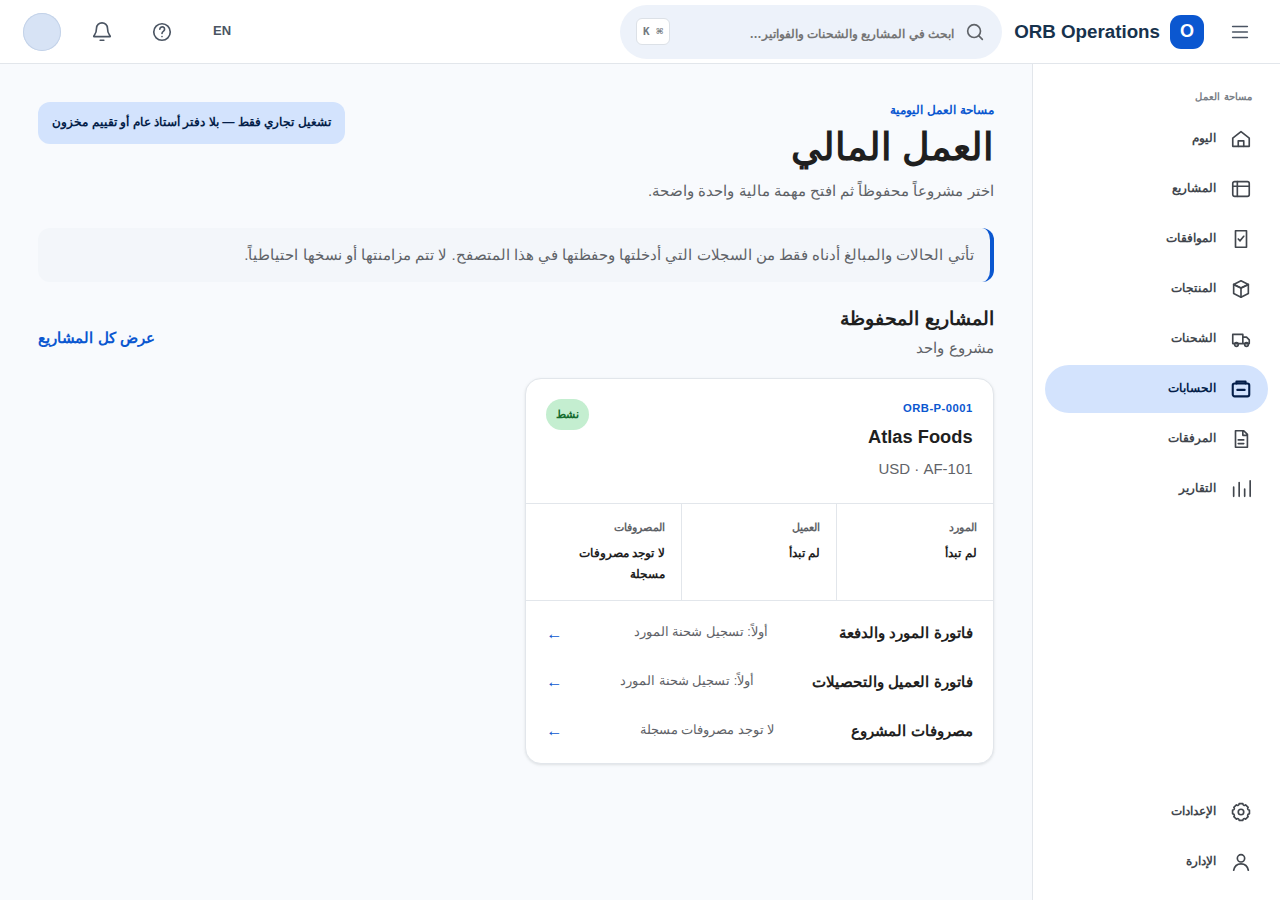 O
ORB Operations
ابحث في المشاريع والشحنات والفواتير...
⌘ K
EN
مساحة العمل
اليوم
المشاريع
الموافقات
المنتجات
الشحنات
الحسابات
المرفقات
التقارير
الإعدادات
الإدارة
مساحة العمل اليومية
العمل المالي
اختر مشروعاً محفوظاً ثم افتح مهمة مالية واحدة واضحة.
تشغيل تجاري فقط — بلا دفتر أستاذ عام أو تقييم مخزون
تأتي الحالات والمبالغ أدناه فقط من السجلات التي أدخلتها وحفظتها في هذا المتصفح. لا تتم مزامنتها أو نسخها احتياطياً.
المشاريع المحفوظة
مشروع واحد
عرض كل المشاريع
ORB-P-0001
نشط
Atlas Foods
USD · AF-101
المورد
لم تبدأ
العميل
لم تبدأ
المصروفات
لا توجد مصروفات
مسجلة
فاتورة المورد والدفعة أولاً: تسجيل شحنة المورد ←
فاتورة العميل والتحصيلات أولاً: تسجيل شحنة المورد ←
مصروفات المشروع لا توجد مصروفات مسجلة ←